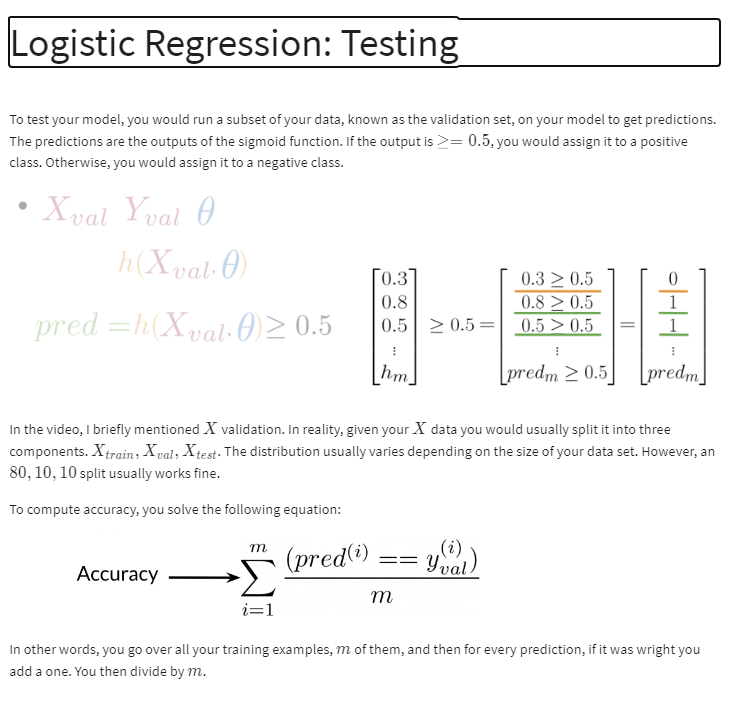 Logistic Regression: Testing
To test your model, you would run a subset of your data, known as the validation set, on your model to get predictions.
The predictions are the outputs of the sigmoid function. If the output is >= 0.5, you would assign it to a positive
class. Otherwise, you would assign it to a negative class.
• X_val Y_val θ
h(X_val, θ)
pred = h(X_val, θ) ≥ 0.5
[0.3 0.8 0.5 ⋮ h_m] ≥ 0.5 = [0.3 ≥ 0.5 0.8 ≥ 0.5 0.5 ≥ 0.5 ⋮ pred_m ≥ 0.5] = [0 1 1 ⋮ pred_m]
In the video, I briefly mentioned X validation. In reality, given your X data you would usually split it into three
components. X_train, X_val, X_test. The distribution usually varies depending on the size of your data set. However, an
80, 10, 10 split usually works fine.
To compute accuracy, you solve the following equation:
Accuracy → ∑_{i=1}^{m} (pred^{(i)} == y_{val}^{(i)}) / m
In other words, you go over all your training examples, m of them, and then for every prediction, if it was wright you
add a one. You then divide by m.